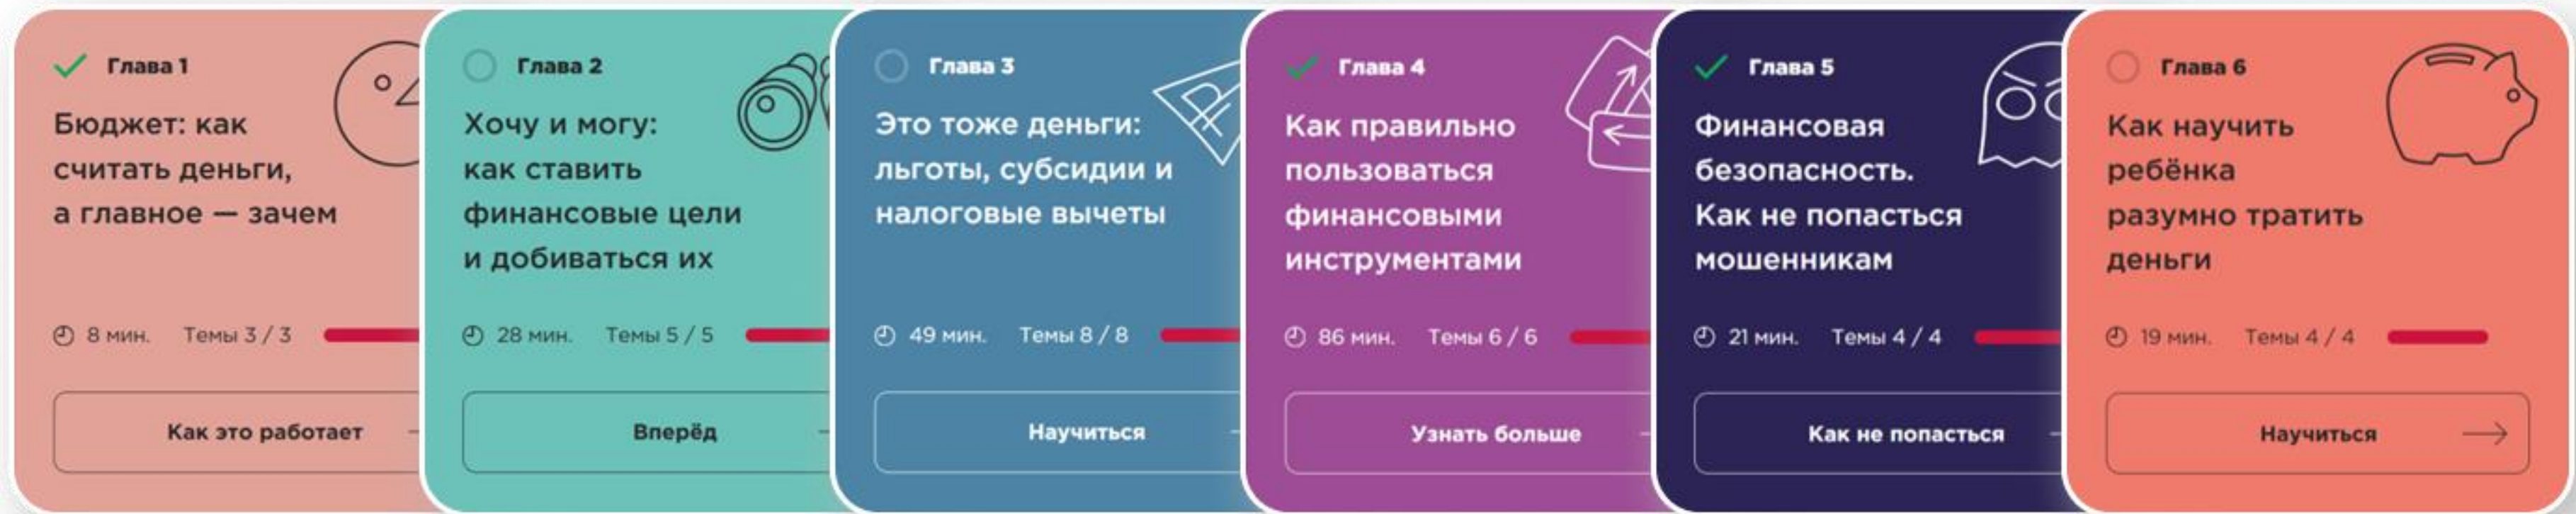 Глава 1
Бюджет: как
считать деньги,
а главное — зачем
8 мин. Темы 3 / 3
Как это работает
Глава 2
Хочу и могу:
как ставить
финансовые цели
и добиваться их
28 мин. Темы 5 / 5
Вперёд
Глава 3
Это тоже деньги:
льготы, субсидии и
налоговые вычеты
49 мин. Темы 8 / 8
Научиться
Глава 4
Как правильно
пользоваться
финансовыми
инструментами
86 мин. Темы 6 / 6
Узнать больше
Глава 5
Финансовая
безопасность.
Как не попасться
мошенникам
21 мин. Темы 4 / 4
Как не попасться
Глава 6
Как научить
ребёнка
разумно тратить
деньги
19 мин. Темы 4 / 4
Научиться